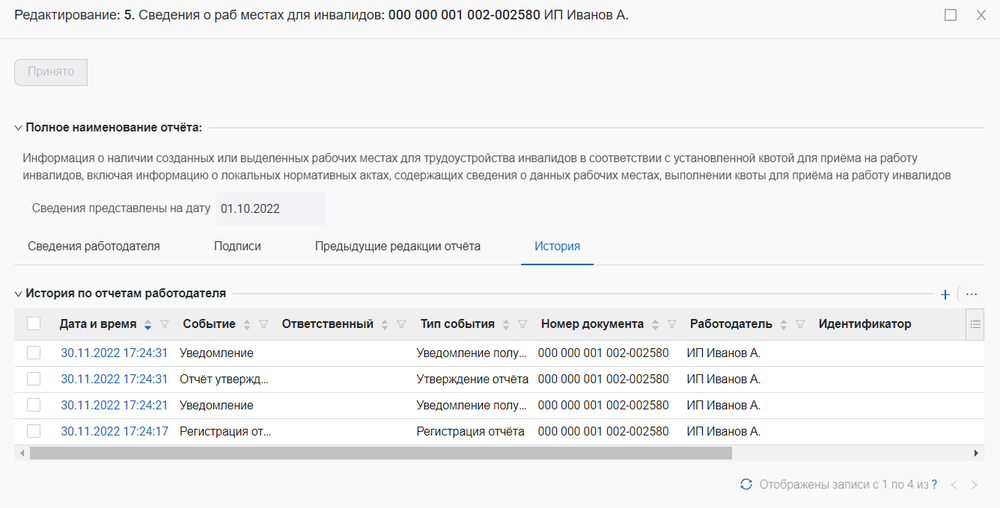 Редактирование: 5. Сведения о раб местах для инвалидов: 000 000 001 002-002580 ИП Иванов А.
Принято
Полное наименование отчёта:
Информация о наличии созданных или выделенных рабочих местах для трудоустройства инвалидов в соответствии с установленной квотой для приёма на работу
инвалидов, включая информацию о локальных нормативных актах, содержащих сведения о данных рабочих местах, выполнении квоты для приёма на работу инвалидов
Сведения представлены на дату 01.10.2022
Сведения работодателя Подписи Предыдущие редакции отчёта История
История по отчетам работодателя
Дата и время Событие Ответственный Тип события Номер документа Работодатель Идентификатор
30.11.2022 17:24:31 Уведомление Уведомление полу... 000 000 001 002-002580 ИП Иванов А.
30.11.2022 17:24:31 Отчёт утвержд... Утверждение отчёта 000 000 001 002-002580 ИП Иванов А.
30.11.2022 17:24:21 Уведомление Уведомление полу... 000 000 001 002-002580 ИП Иванов А.
30.11.2022 17:24:17 Регистрация от... Регистрация отчёта 000 000 001 002-002580 ИП Иванов А.
Отображены записи с 1 по 4 из ?